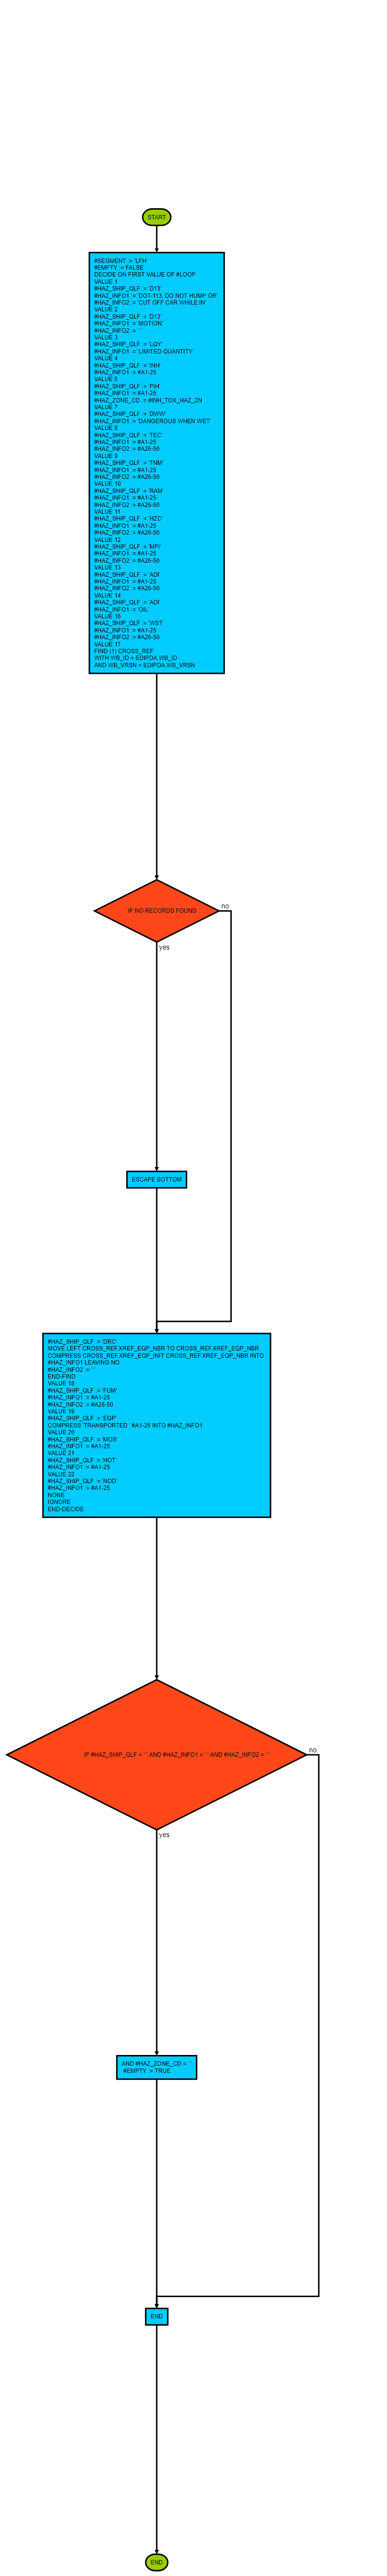 START
#SEGMENT := 'LFH'
#EMPTY := FALSE
DECIDE ON FIRST VALUE OF #LOOP
VALUE 1
#HAZ_SHIP_QLF := 'D13'
#HAZ_INFO1 := 'DOT-113, DO NOT HUMP OR'
#HAZ_INFO2 := 'CUT OFF CAR WHILE IN'
VALUE 2
#HAZ_SHIP_QLF := 'D13'
#HAZ_INFO1 := 'MOTION'
#HAZ_INFO2 := ' '
VALUE 3
#HAZ_SHIP_QLF := 'LQY'
#HAZ_INFO1 := 'LIMITED QUANTITY'
VALUE 4
#HAZ_SHIP_QLF := 'INH'
#HAZ_INFO1 := #A1-25
VALUE 5
#HAZ_SHIP_QLF := 'PIH'
#HAZ_INFO1 := #A1-25
#HAZ_ZONE_CD := #INH_TOX_HAZ_ZN
VALUE 7
#HAZ_SHIP_QLF := 'DWW'
#HAZ_INFO1 := 'DANGEROUS WHEN WET'
VALUE 8
#HAZ_SHIP_QLF := 'TEC'
#HAZ_INFO1 := #A1-25
#HAZ_INFO2 := #A26-50
VALUE 9
#HAZ_SHIP_QLF := 'TNM'
#HAZ_INFO1 := #A1-25
#HAZ_INFO2 := #A26-50
VALUE 10
#HAZ_SHIP_QLF := 'RAM'
#HAZ_INFO1 := #A1-25
#HAZ_INFO2 := #A26-50
VALUE 11
#HAZ_SHIP_QLF := 'HZC'
#HAZ_INFO1 := #A1-25
#HAZ_INFO2 := #A26-50
VALUE 12
#HAZ_SHIP_QLF := 'MPI'
#HAZ_INFO1 := #A1-25
#HAZ_INFO2 := #A26-50
VALUE 13
#HAZ_SHIP_QLF := 'ADI'
#HAZ_INFO1 := #A1-25
#HAZ_INFO2 := #A26-50
VALUE 14
#HAZ_SHIP_QLF := 'ADI'
#HAZ_INFO1 := 'OIL'
VALUE 16
#HAZ_SHIP_QLF := 'WST'
#HAZ_INFO1 := #A1-25
#HAZ_INFO2 := #A26-50
VALUE 17
FIND (1) CROSS_REF
WITH WB_ID = EDIPDA.WB_ID
AND WB_VRSN = EDIPDA.WB_VRSN
IF NO RECORDS FOUND
no
yes
ESCAPE BOTTOM
#HAZ_SHIP_QLF := 'DRC'
MOVE LEFT CROSS_REF.XREF_EQP_NBR TO CROSS_REF.XREF_EQP_NBR
COMPRESS CROSS_REF.XREF_EQP_INIT CROSS_REF.XREF_EQP_NBR INTO
#HAZ_INFO1 LEAVING NO
#HAZ_INFO2 := ' '
END-FIND
VALUE 18
#HAZ_SHIP_QLF := 'FUM'
#HAZ_INFO1 := #A1-25
#HAZ_INFO2 := #A26-50
VALUE 19
#HAZ_SHIP_QLF := 'EQP'
COMPRESS 'TRANSPORTED ' #A1-25 INTO #HAZ_INFO1
VALUE 20
#HAZ_SHIP_QLF := 'MOS'
#HAZ_INFO1 := #A1-25
VALUE 21
#HAZ_SHIP_QLF := 'HOT'
#HAZ_INFO1 := #A1-25
VALUE 22
#HAZ_SHIP_QLF := 'NOD'
#HAZ_INFO1 := #A1-25
NONE
IGNORE
END-DECIDE
IF #HAZ_SHIP_QLF = ' ' AND #HAZ_INFO1 = ' ' AND #HAZ_INFO2 = ' '
no
yes
AND #HAZ_ZONE_CD = ' '
#EMPTY := TRUE
END
END